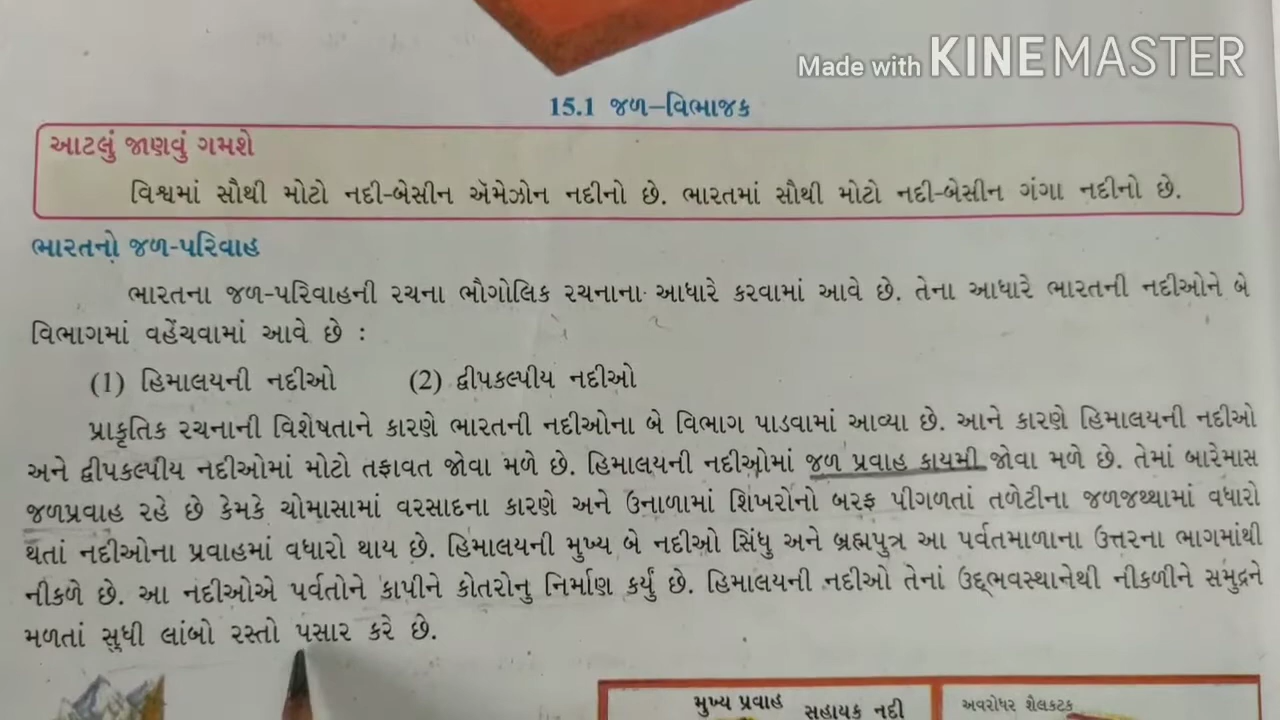 Made with KINEMASTER
15.1 જળ–વિભાજક
આટલું જાણવું ગમશે
વિશ્વમાં સૌથી મોટો નદી-બેસીન ઍમેઝોન નદીનો છે. ભારતમાં સૌથી મોટો નદી-બેસીન ગંગા નદીનો છે.
ભારતનો જળ-પરિવાહ
ભારતના જળ-પરિવાહની રચના ભૌગોલિક રચનાના આધારે કરવામાં આવે છે. તેના આધારે ભારતની નદીઓને બે
વિભાગમાં વહેંચવામાં આવે છે :
(1) હિમાલયની નદીઓ (2) દ્વીપકલ્પીય નદીઓ
પ્રાકૃતિક રચનાની વિશેષતાને કારણે ભારતની નદીઓના બે વિભાગ પાડવામાં આવ્યા છે. આને કારણે હિમાલયની નદીઓ
અને દ્વીપકલ્પીય નદીઓમાં મોટો તફાવત જોવા મળે છે. હિમાલયની નદીઓમાં જળ પ્રવાહ કાયમી જોવા મળે છે. તેમાં બારેમાસ
જળપ્રવાહ રહે છે કેમકે ચોમાસામાં વરસાદના કારણે અને ઉનાળામાં શિખરોનો બરફ પીગળતાં તળેટીના જળજથ્થામાં વધારો
થતાં નદીઓના પ્રવાહમાં વધારો થાય છે. હિમાલયની મુખ્ય બે નદીઓ સિંધુ અને બ્રહ્મપુત્ર આ પર્વતમાળાના ઉત્તરના ભાગમાંથી
નીકળે છે. આ નદીઓએ પર્વતોને કાપીને કોતરોનુ નિર્માણ કર્યું છે. હિમાલયની નદીઓ તેનાં ઉદ્ભવસ્થાનેથી નીકળીને સમુદ્રને
મળતાં સુધી લાંબો રસ્તો પસાર કરે છે.
મુખ્ય પ્રવાહ સહાયક નદી અવરોધર શૈલકટક